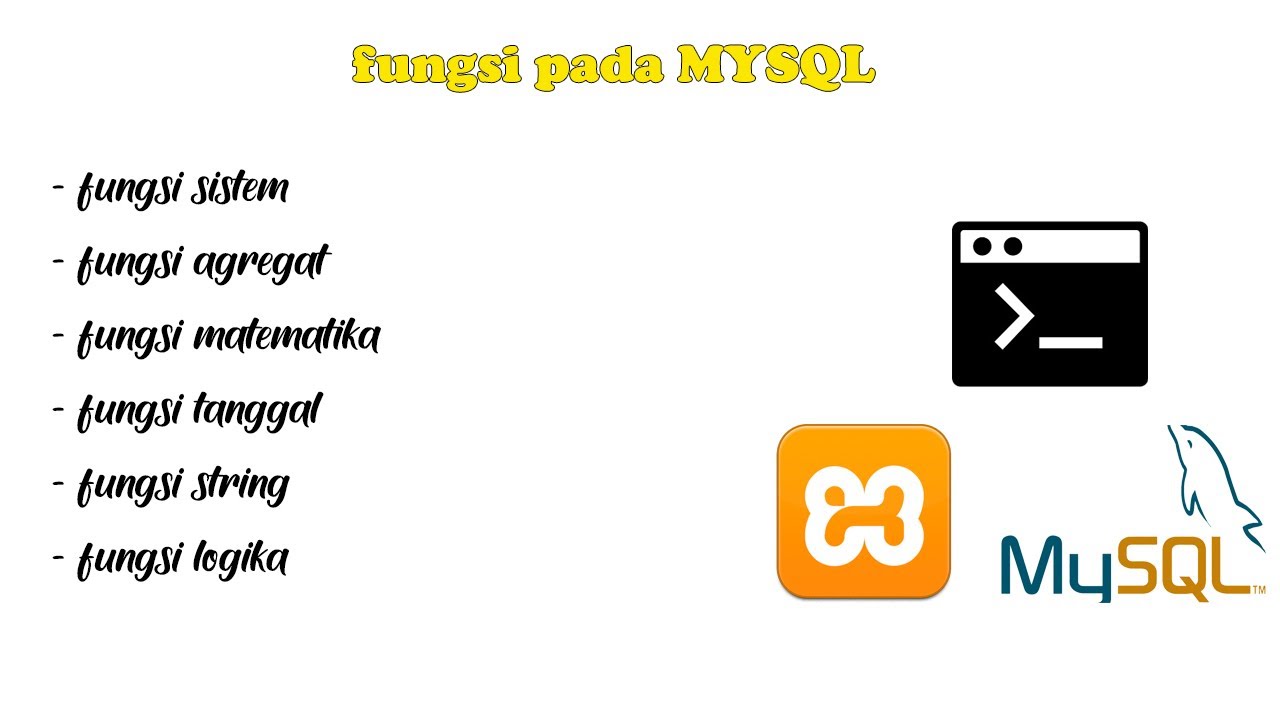 fungsi pada MYSQL
- fungsi sistem
- fungsi agregat
- fungsi matematika
- fungsi tanggal
- fungsi string
- fungsi logika
>_
MySQL™